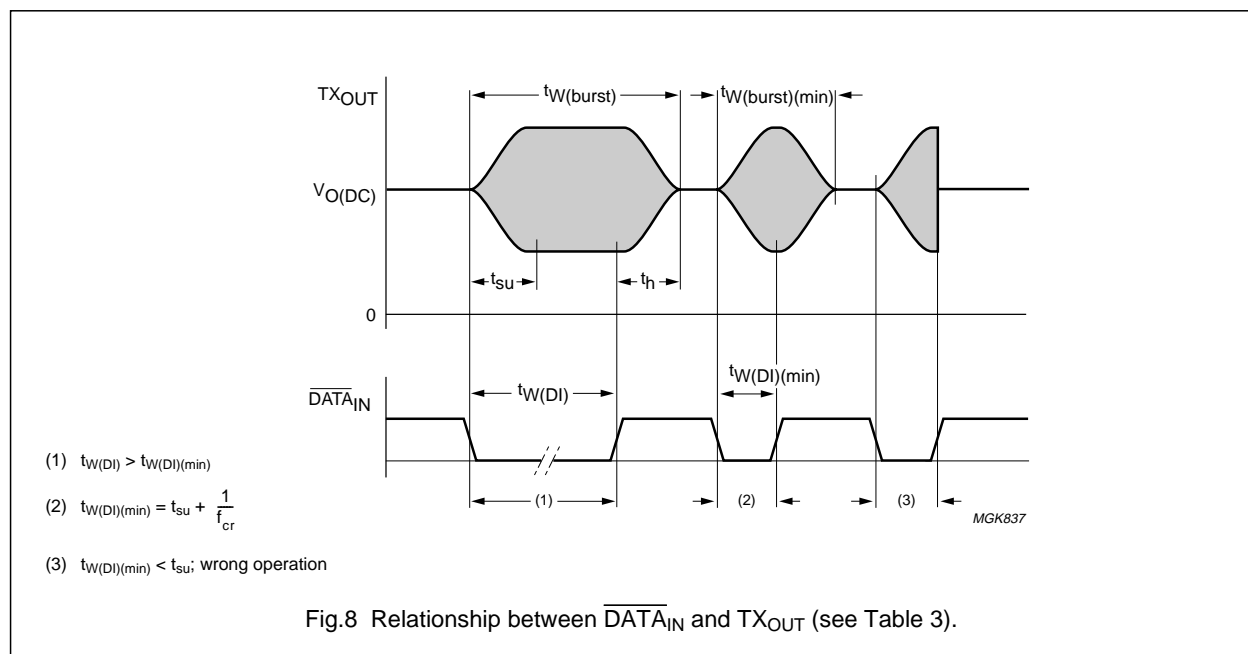 TXOUT
tW(burst)
tW(burst)(min)
VO(DC)
tsu
th
0
DATAIN
tW(DI)
tW(DI)(min)
(1)
(2)
(3)
MGK837
(1) tW(DI) > tW(DI)(min)
(2) tW(DI)(min) = tsu + 1/fcr
(3) tW(DI)(min) < tsu; wrong operation
Fig.8 Relationship between DATAIN and TXOUT (see Table 3).